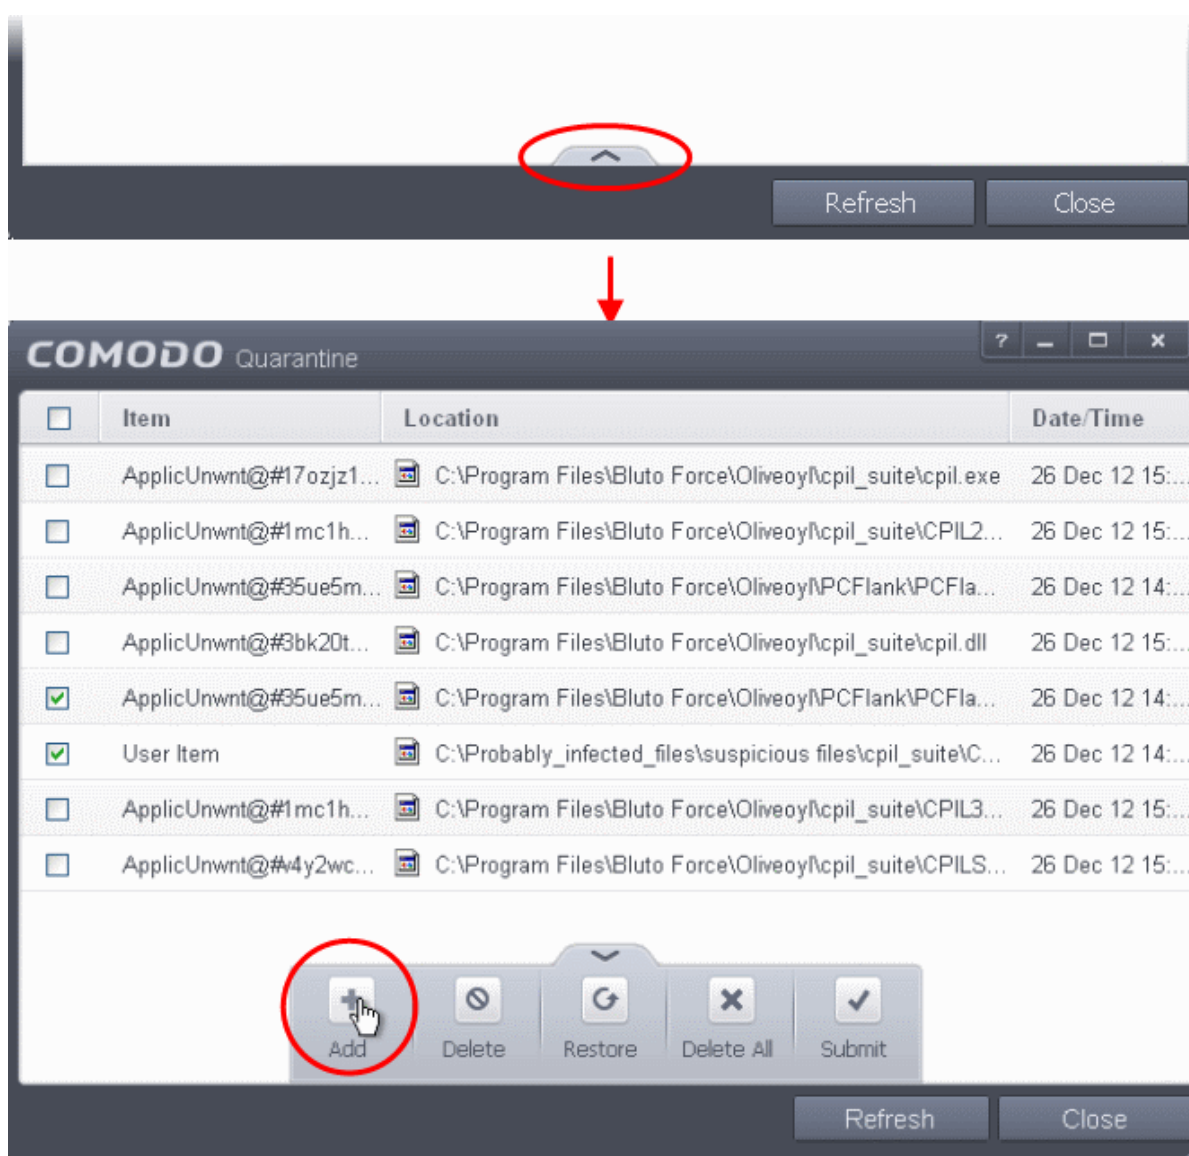 Refresh Close
COMODO Quarantine ?
Item Location Date/Time
ApplicUnwnt@#17ozjz1... C:\Program Files\Bluto Force\Oliveoyl\cpil_suite\cpil.exe 26 Dec 12 15:...
ApplicUnwnt@#1mc1h... C:\Program Files\Bluto Force\Oliveoyl\cpil_suite\CPIL2... 26 Dec 12 15:...
ApplicUnwnt@#35ue5m... C:\Program Files\Bluto Force\Oliveoyl\PCFlank\PCFla... 26 Dec 12 14:...
ApplicUnwnt@#3bk20t... C:\Program Files\Bluto Force\Oliveoyl\cpil_suite\cpil.dll 26 Dec 12 15:...
ApplicUnwnt@#35ue5m... C:\Program Files\Bluto Force\Oliveoyl\PCFlank\PCFla... 26 Dec 12 14:...
User Item C:\Probably_infected_files\suspicious files\cpil_suite\C... 26 Dec 12 14:...
ApplicUnwnt@#1mc1h... C:\Program Files\Bluto Force\Oliveoyl\cpil_suite\CPIL3... 26 Dec 12 15:...
ApplicUnwnt@#v4y2wc... C:\Program Files\Bluto Force\Oliveoyl\cpil_suite\CPILS... 26 Dec 12 15:...
Add Delete Restore Delete All Submit
Refresh Close